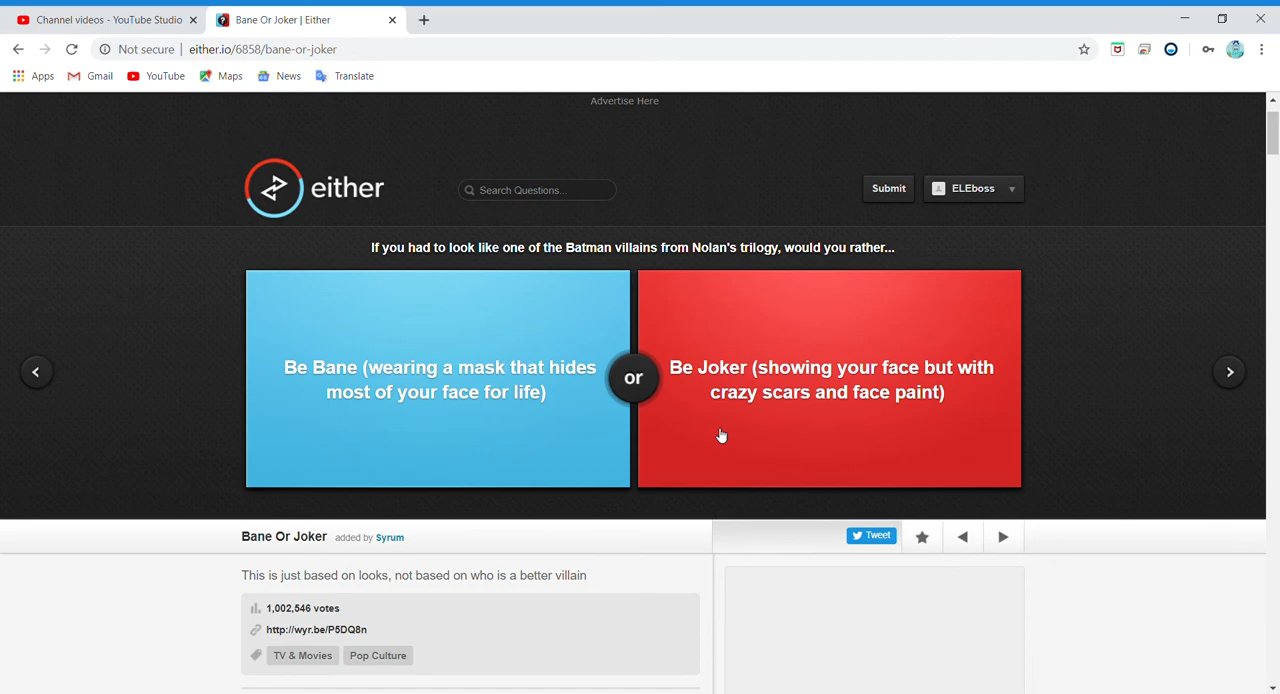 Channel videos - YouTube Studio
Bane Or Joker | Either
Not secure | either.io/6858/bane-or-joker
Apps Gmail YouTube Maps News Translate
Advertise Here
either
Search Questions...
Submit
ELEboss
If you had to look like one of the Batman villains from Nolan's trilogy, would you rather...
Be Bane (wearing a mask that hides
most of your face for life)
or
Be Joker (showing your face but with
crazy scars and face paint)
Bane Or Joker added by Syrum
Tweet
This is just based on looks, not based on who is a better villain
1,002,546 votes
http://wyr.be/P5DQ8n
TV & Movies Pop Culture